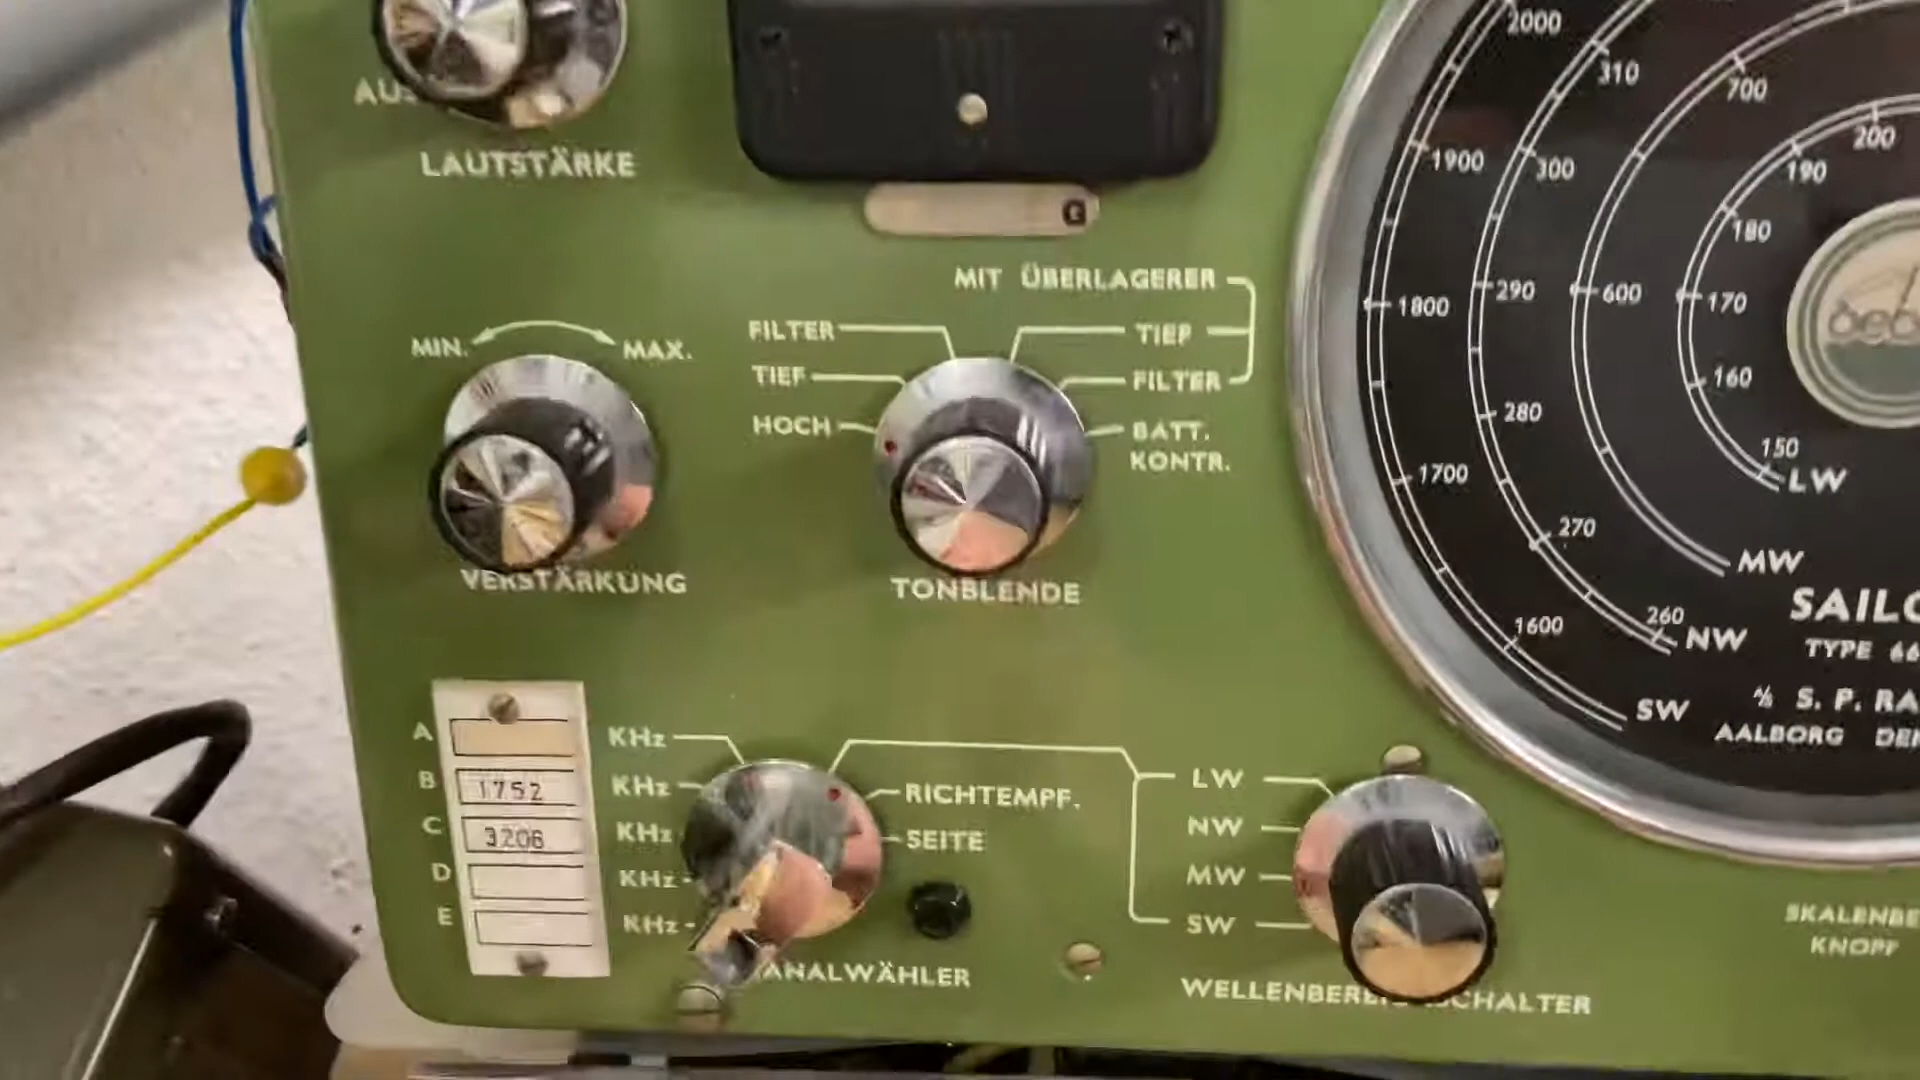 LAUTSTÄRKE
G
MIN.
MAX.
VERSTÄRKUNG
MIT ÜBERLAGERER
FILTER
TIEF
HOCH
TIEF
FILTER
BATT.
KONTR.
TONBLENDE
A KHz
B 1752 KHz
C 3206 KHz
D KHz
E KHz
RICHTEMPF.
SEITE
LW
NW
MW
SW
2000
1900
1800
1700
1600
SW
310
300
290
280
270
260
NW
700
600
MW
200
190
180
170
160
150
LW
TYPE
A/S S. P.
AALBORG
KNOPF